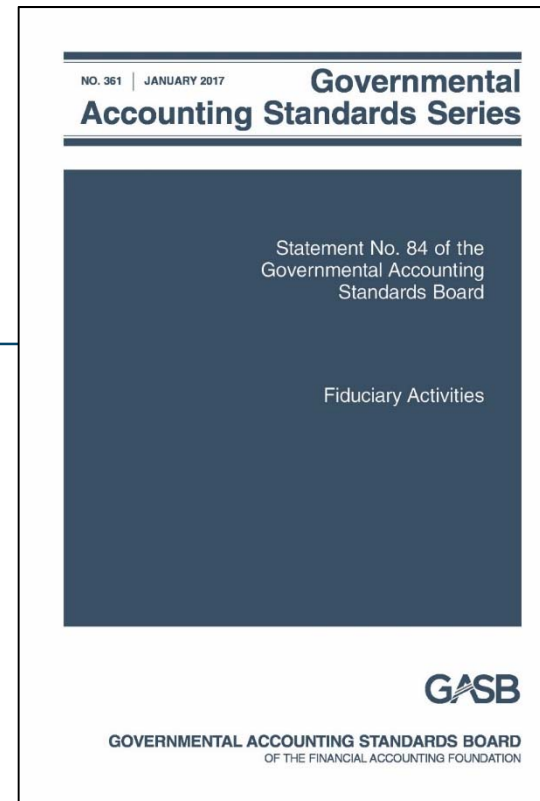 NO. 361 | JANUARY 2017 Governmental
Accounting Standards Series
Statement No. 84 of the
Governmental Accounting
Standards Board
Fiduciary Activities
GASB
GOVERNMENTAL ACCOUNTING STANDARDS BOARD
OF THE FINANCIAL ACCOUNTING FOUNDATION